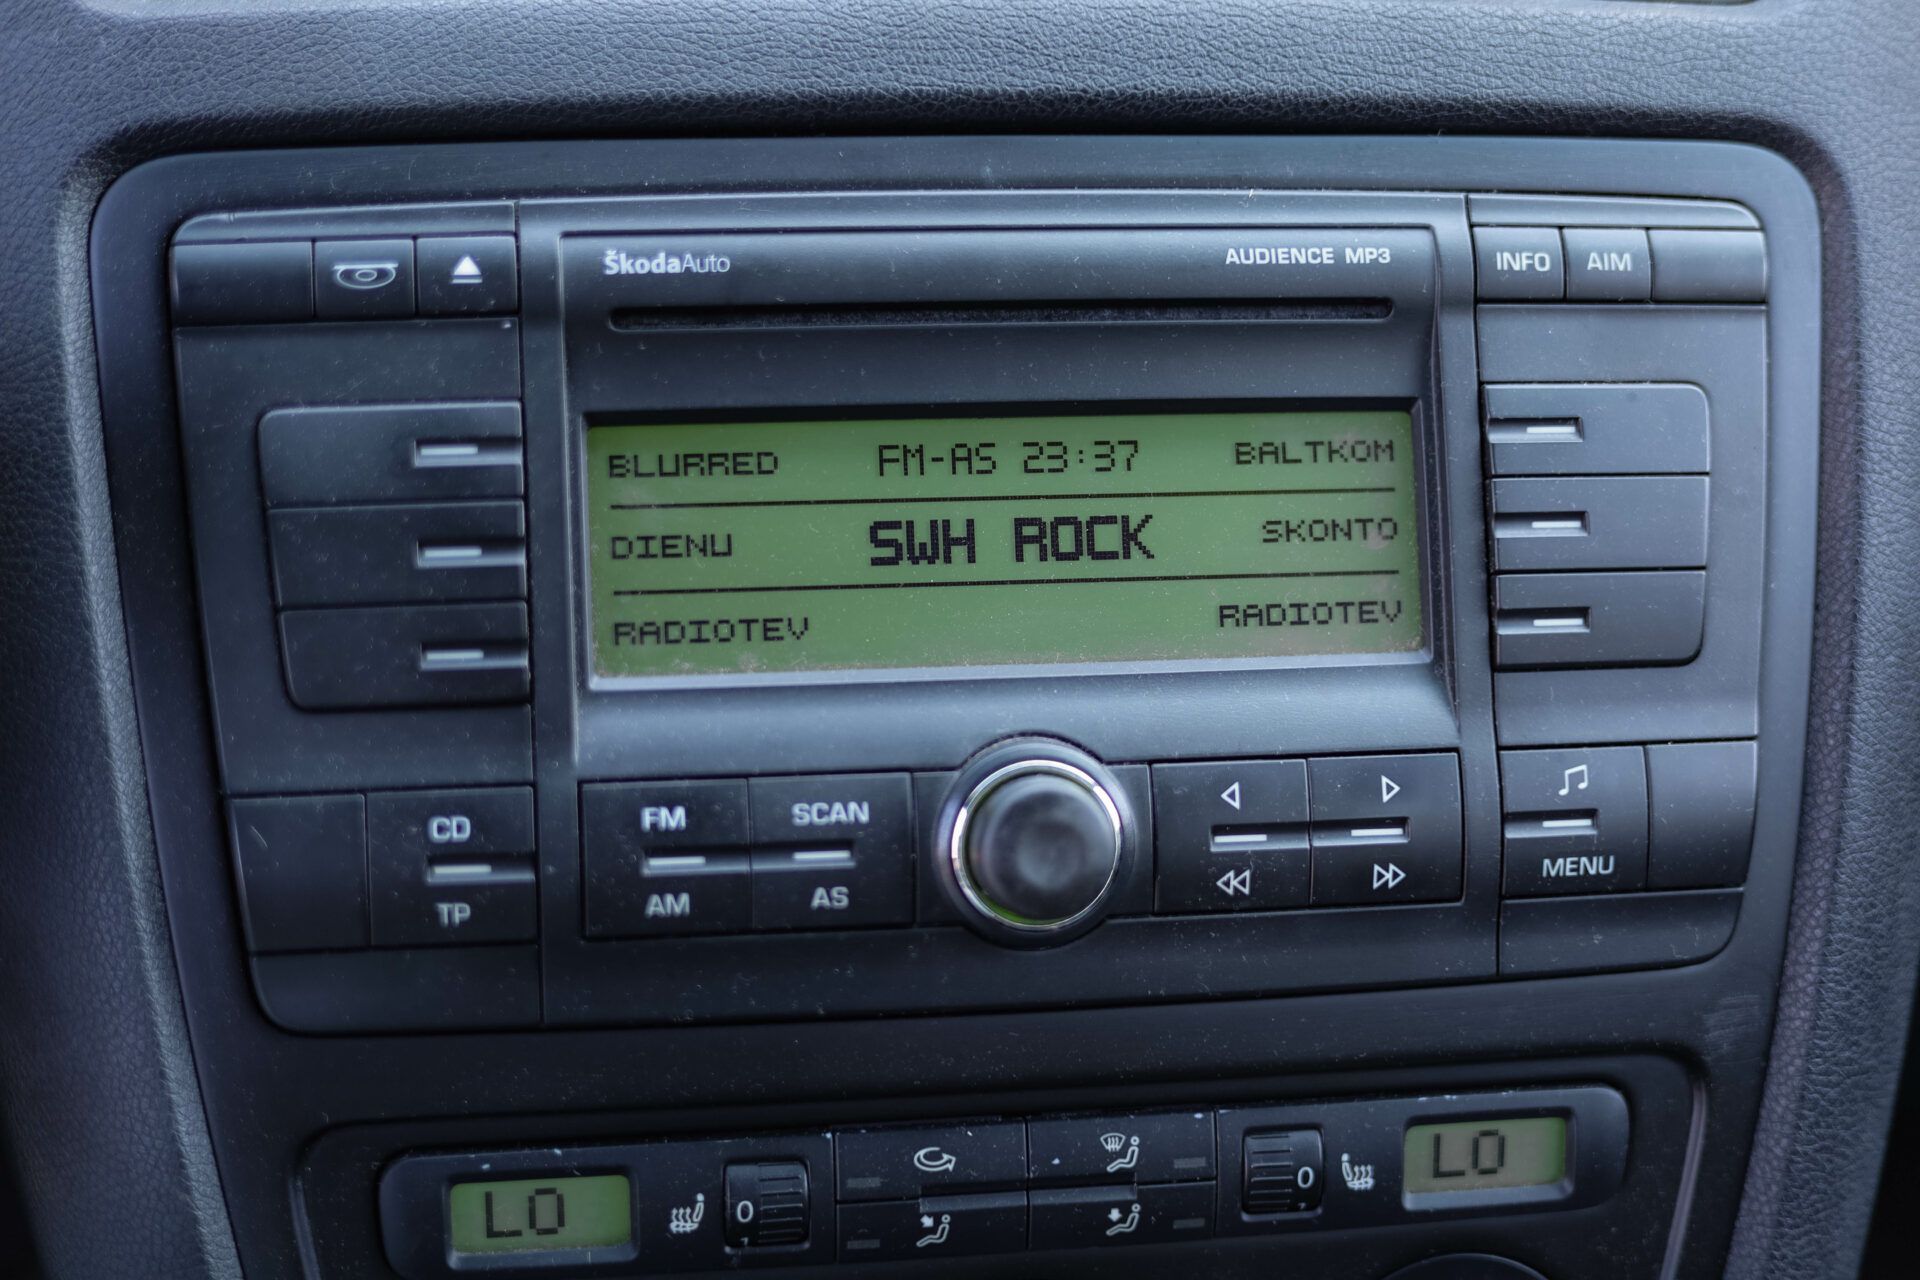 ŠkodaAuto AUDIENCE MP3 INFO AIM
BLURRED FM-AS 23:37 BALTKOM
DIENU SWH ROCK SKONTO
RADIOTEV RADIOTEV
CD FM SCAN
TP AM AS MENU
LO 0 0 LO